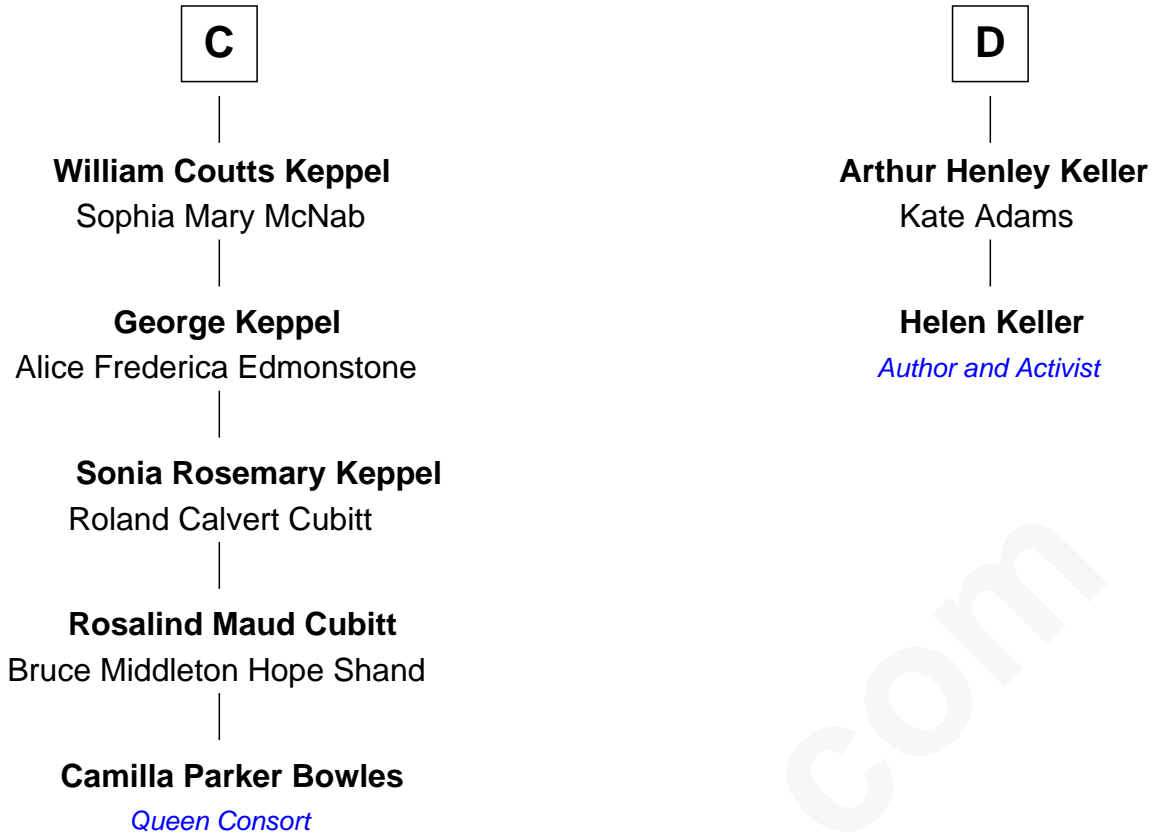 C
William Coutts Keppel
Sophia Mary McNab
George Keppel
Alice Frederica Edmonstone
Sonia Rosemary Keppel
Roland Calvert Cubitt
Rosalind Maud Cubitt
Bruce Middleton Hope Shand
Camilla Parker Bowles
Queen Consort
D
Arthur Henley Keller
Kate Adams
Helen Keller
Author and Activist
com